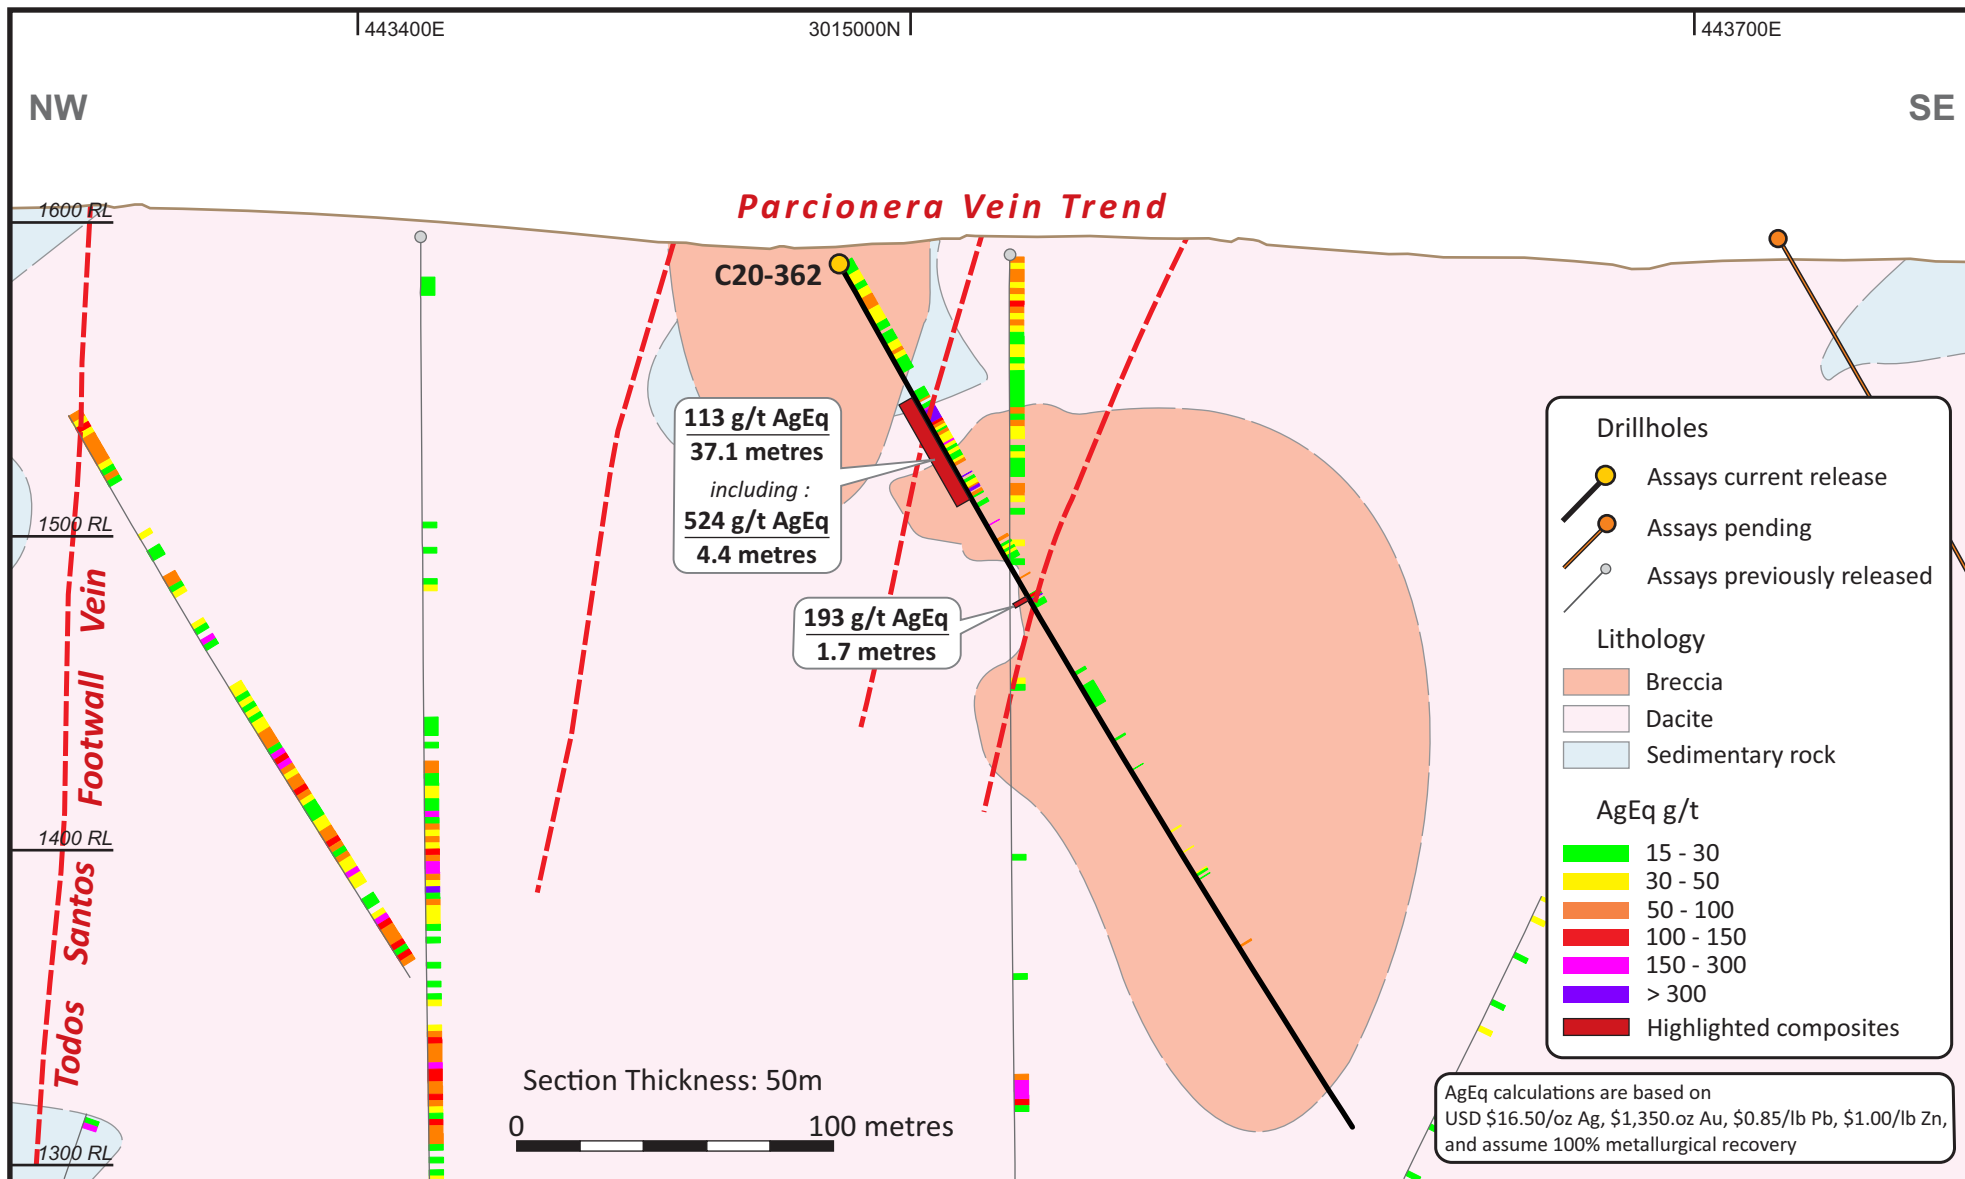 443400E
3015000N
443700E
NW
SE
Parcionera Vein Trend
1600 RL
C20-362
113 g/t AgEq
37.1 metres
including :
524 g/t AgEq
4.4 metres
1500 RL
193 g/t AgEq
1.7 metres
Todos Santos Footwall Vein
1400 RL
1300 RL
Section Thickness: 50m
0 100 metres
Drillholes
Assays current release
Assays pending
Assays previously released
Lithology
Breccia
Dacite
Sedimentary rock
AgEq g/t
15 - 30
30 - 50
50 - 100
100 - 150
150 - 300
> 300
Highlighted composites
AgEq calculations are based on
USD $16.50/oz Ag, $1,350.oz Au, $0.85/lb Pb, $1.00/lb Zn,
and assume 100% metallurgical recovery